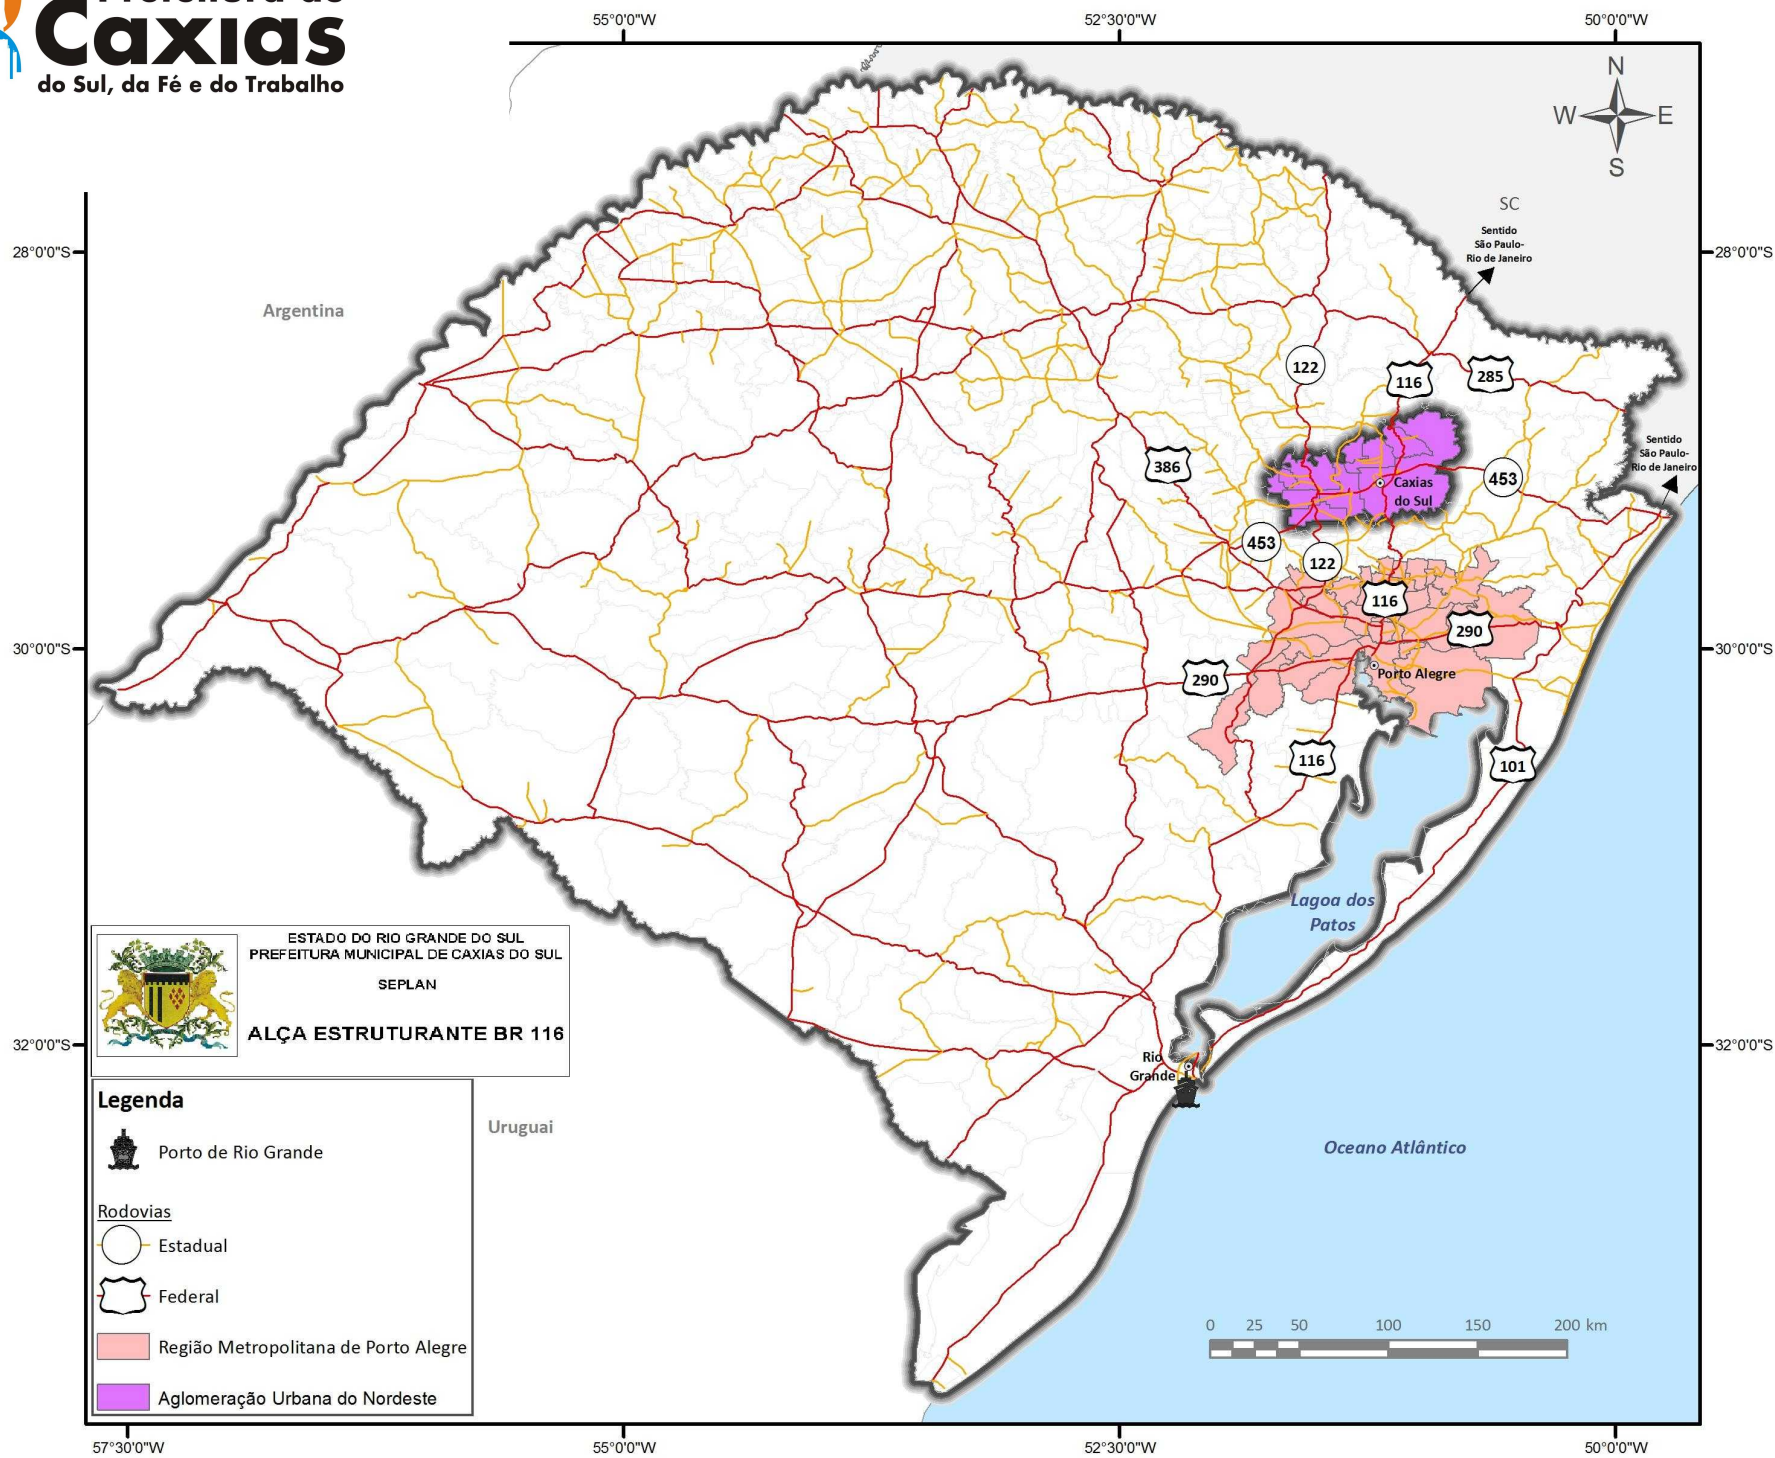 Prefeitura de
Caxias
do Sul, da Fé e do Trabalho
55°0'0"W
52°30'0"W
50°0'0"W
N
W
E
S
SC
Sentido
São Paulo-
Rio de Janeiro
28°0'0"S
28°0'0"S
Argentina
122
116
285
386
Sentido
São Paulo-
Rio de Janeiro
453
Caxias
do Sul
453
122
116
290
30°0'0"S
30°0'0"S
290
Porto Alegre
116
101
Lagoa dos
Patos
ESTADO DO RIO GRANDE DO SUL
PREFEITURA MUNICIPAL DE CAXIAS DO SUL
SEPLAN
ALÇA ESTRUTURANTE BR 116
32°0'0"S
32°0'0"S
Rio
Grande
Uruguai
Oceano Atlântico
Legenda
Porto de Rio Grande
Rodovias
Estadual
Federal
Região Metropolitana de Porto Alegre
Aglomeração Urbana do Nordeste
0 25 50 100 150 200 km
57°30'0"W
55°0'0"W
52°30'0"W
50°0'0"W